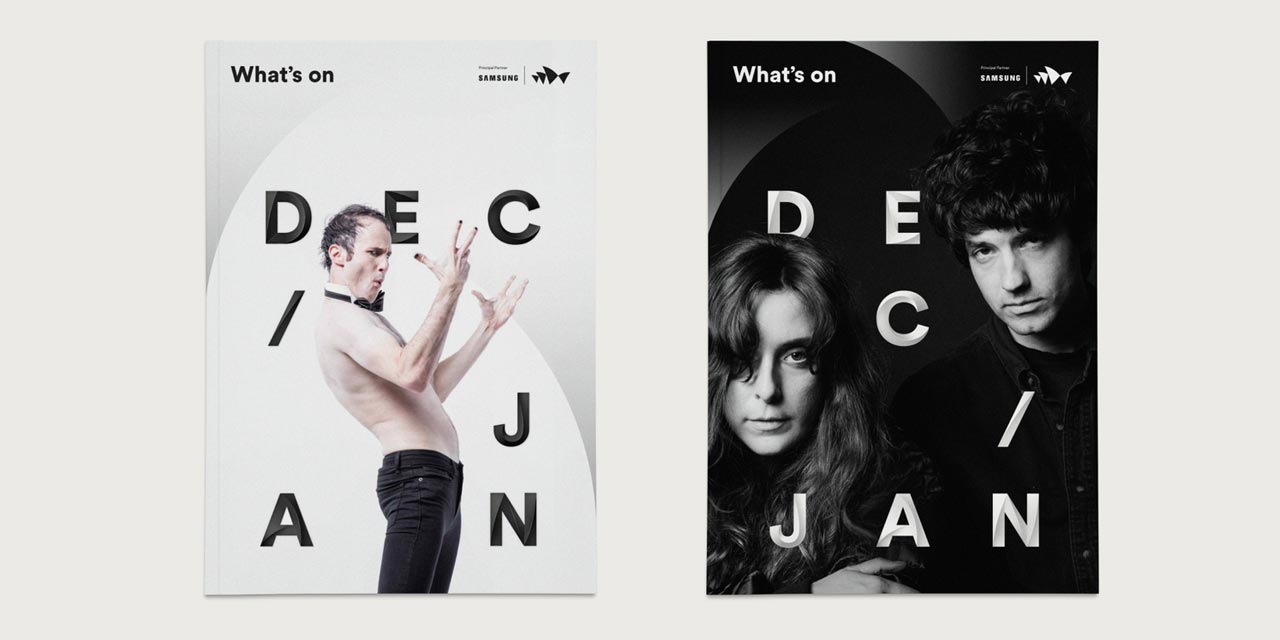 What's on
Principal Partner
SAMSUNG
D E C
/
J
A N
What's on
Principal Partner
SAMSUNG
D E
C
/
J A N